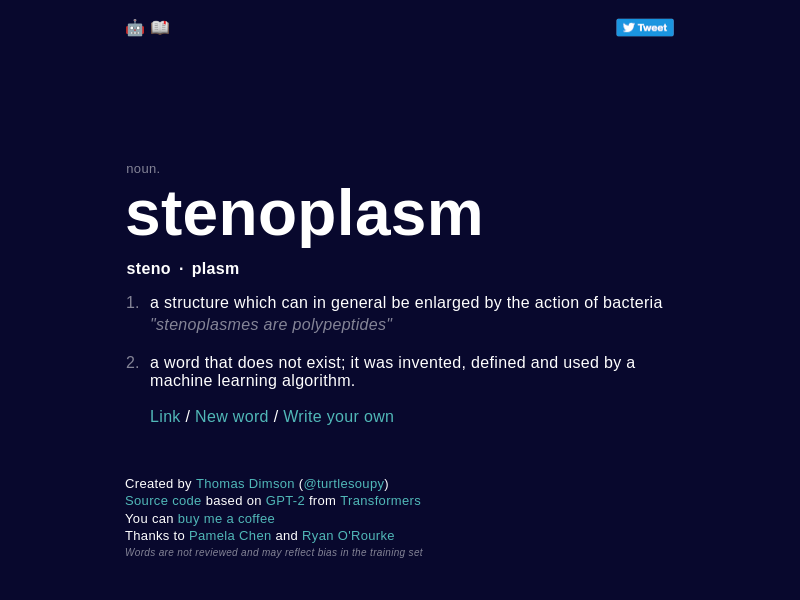 Tweet
noun.
stenoplasm
steno · plasm
1. a structure which can in general be enlarged by the action of bacteria
"stenoplasmes are polypeptides"
2. a word that does not exist; it was invented, defined and used by a
machine learning algorithm.
Link / New word / Write your own
Created by Thomas Dimson (@turtlesoupy)
Source code based on GPT-2 from Transformers
You can buy me a coffee
Thanks to Pamela Chen and Ryan O'Rourke
Words are not reviewed and may reflect bias in the training set